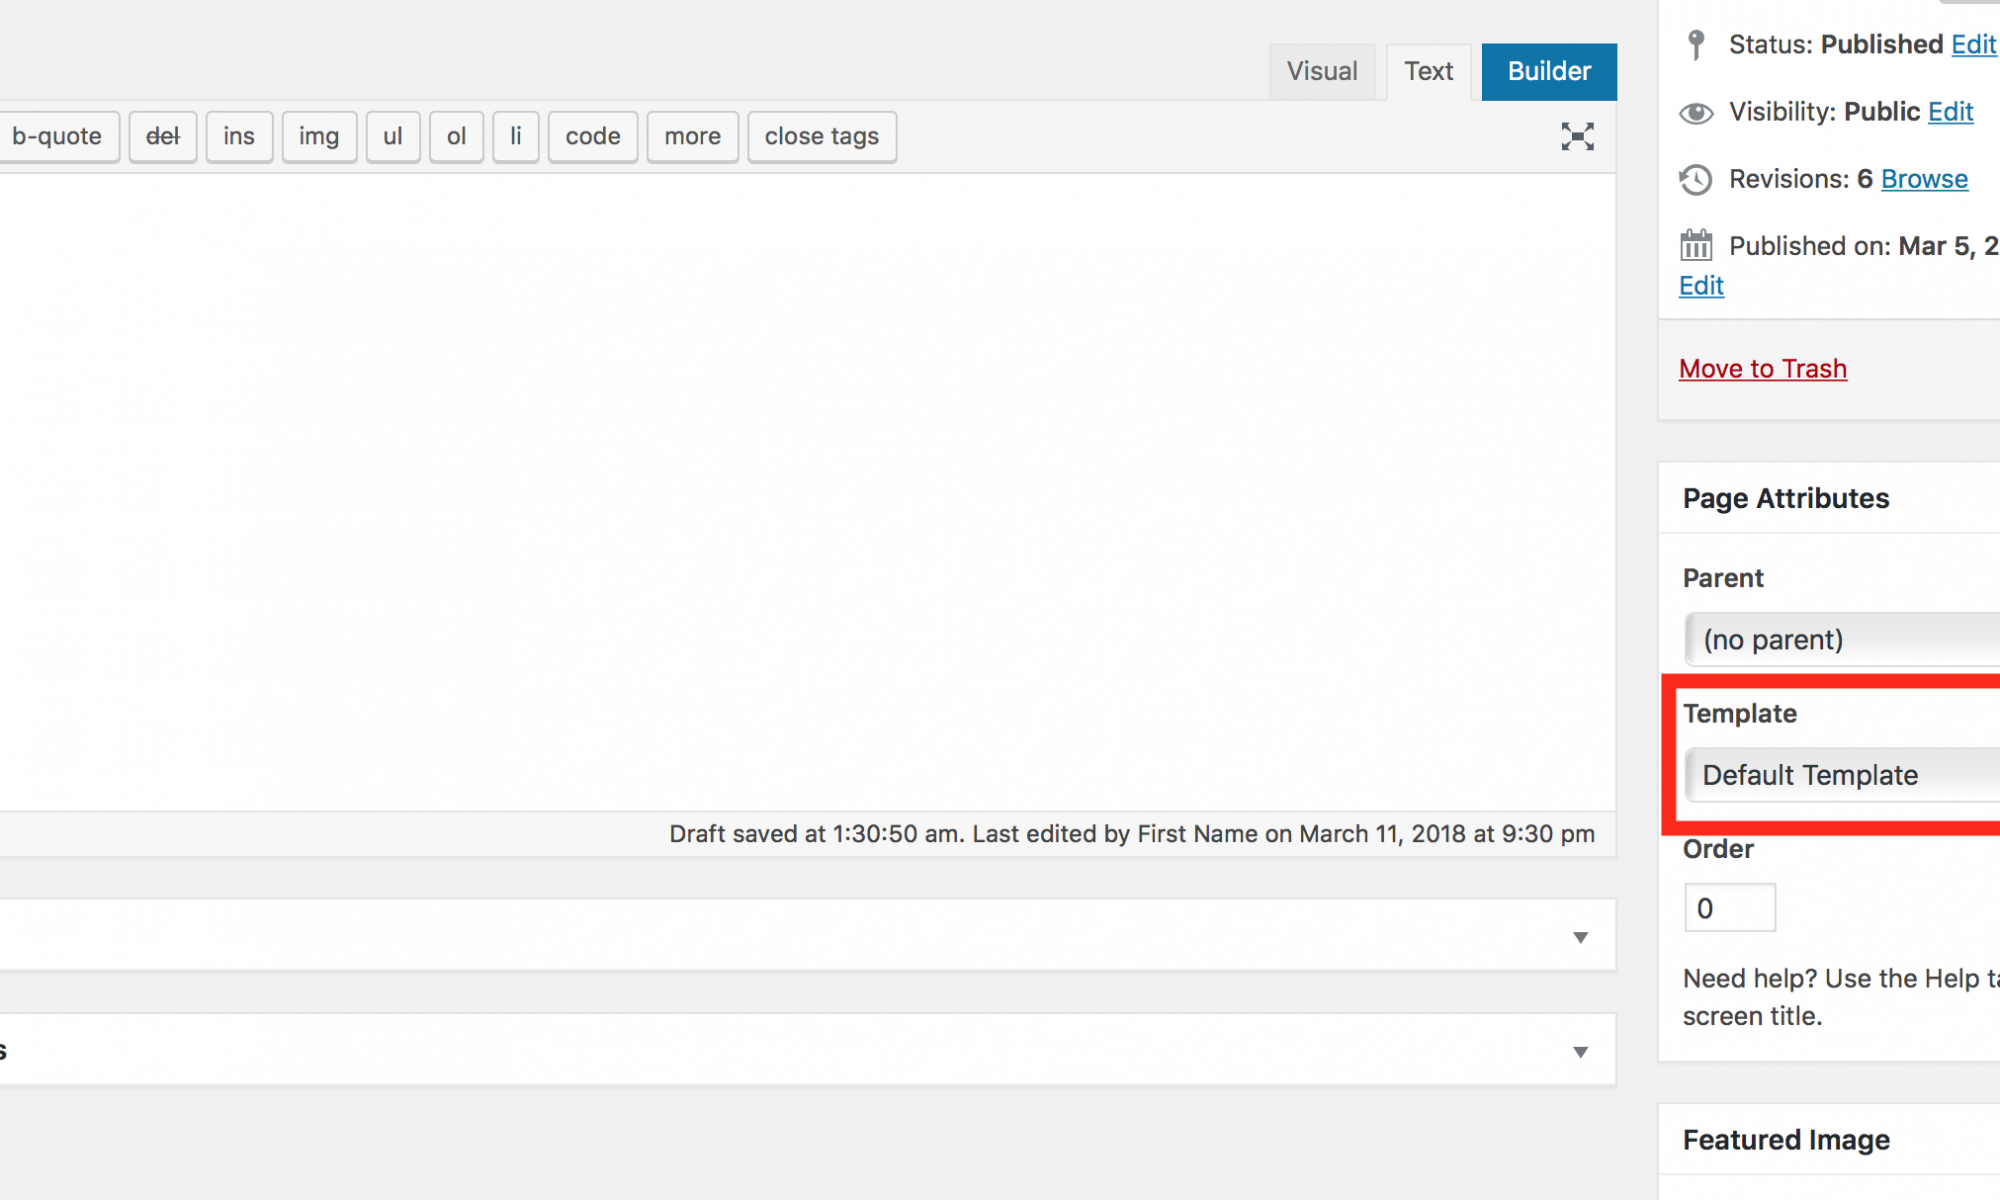 Visual Text Builder
b-quote del ins img ul ol li code more close tags
Draft saved at 1:30:50 am. Last edited by First Name on March 11, 2018 at 9:30 pm
s
Status: Published Edit
Visibility: Public Edit
Revisions: 6 Browse
Published on: Mar 5, 2
Edit
Move to Trash
Page Attributes
Parent
(no parent)
Template
Default Template
Order
0
Need help? Use the Help ta
screen title.
Featured Image